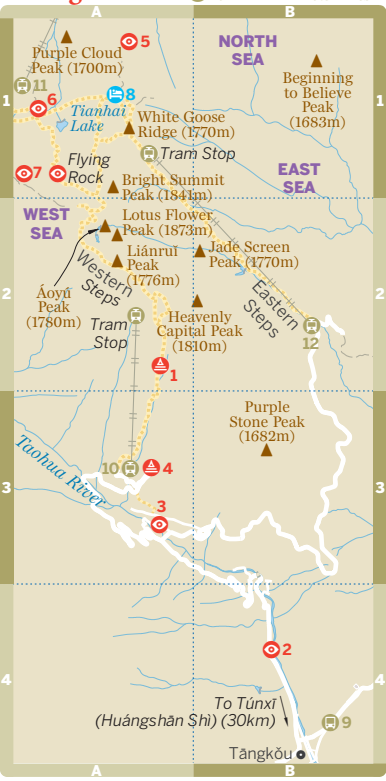 A
B
Purple Cloud
Peak (1700m)
5
NORTH
SEA
Beginning
to Believe
Peak
(1683m)
11
6
8
Tianhai
Lake
White Goose
Ridge (1770m)
1
1
Tram Stop
Flying
Rock
7
EAST
SEA
Bright Summit
Peak (1841m)
WEST
SEA
Lotus Flower
Peak (1873m)
Liánruǐ
Peak
(1776m)
Jade Screen
Peak (1770m)
Western
Steps
Áoyú
Peak
(1780m)
2
2
Heavenly
Capital Peak
(1810m)
Eastern
Steps
Tram
Stop
12
1
Purple
Stone Peak
(1682m)
Taohua River
10
4
3
3
3
2
4
4
To Túnxī
(Huángshān Shì) (30km)
9
Tāngkǒu
A
B